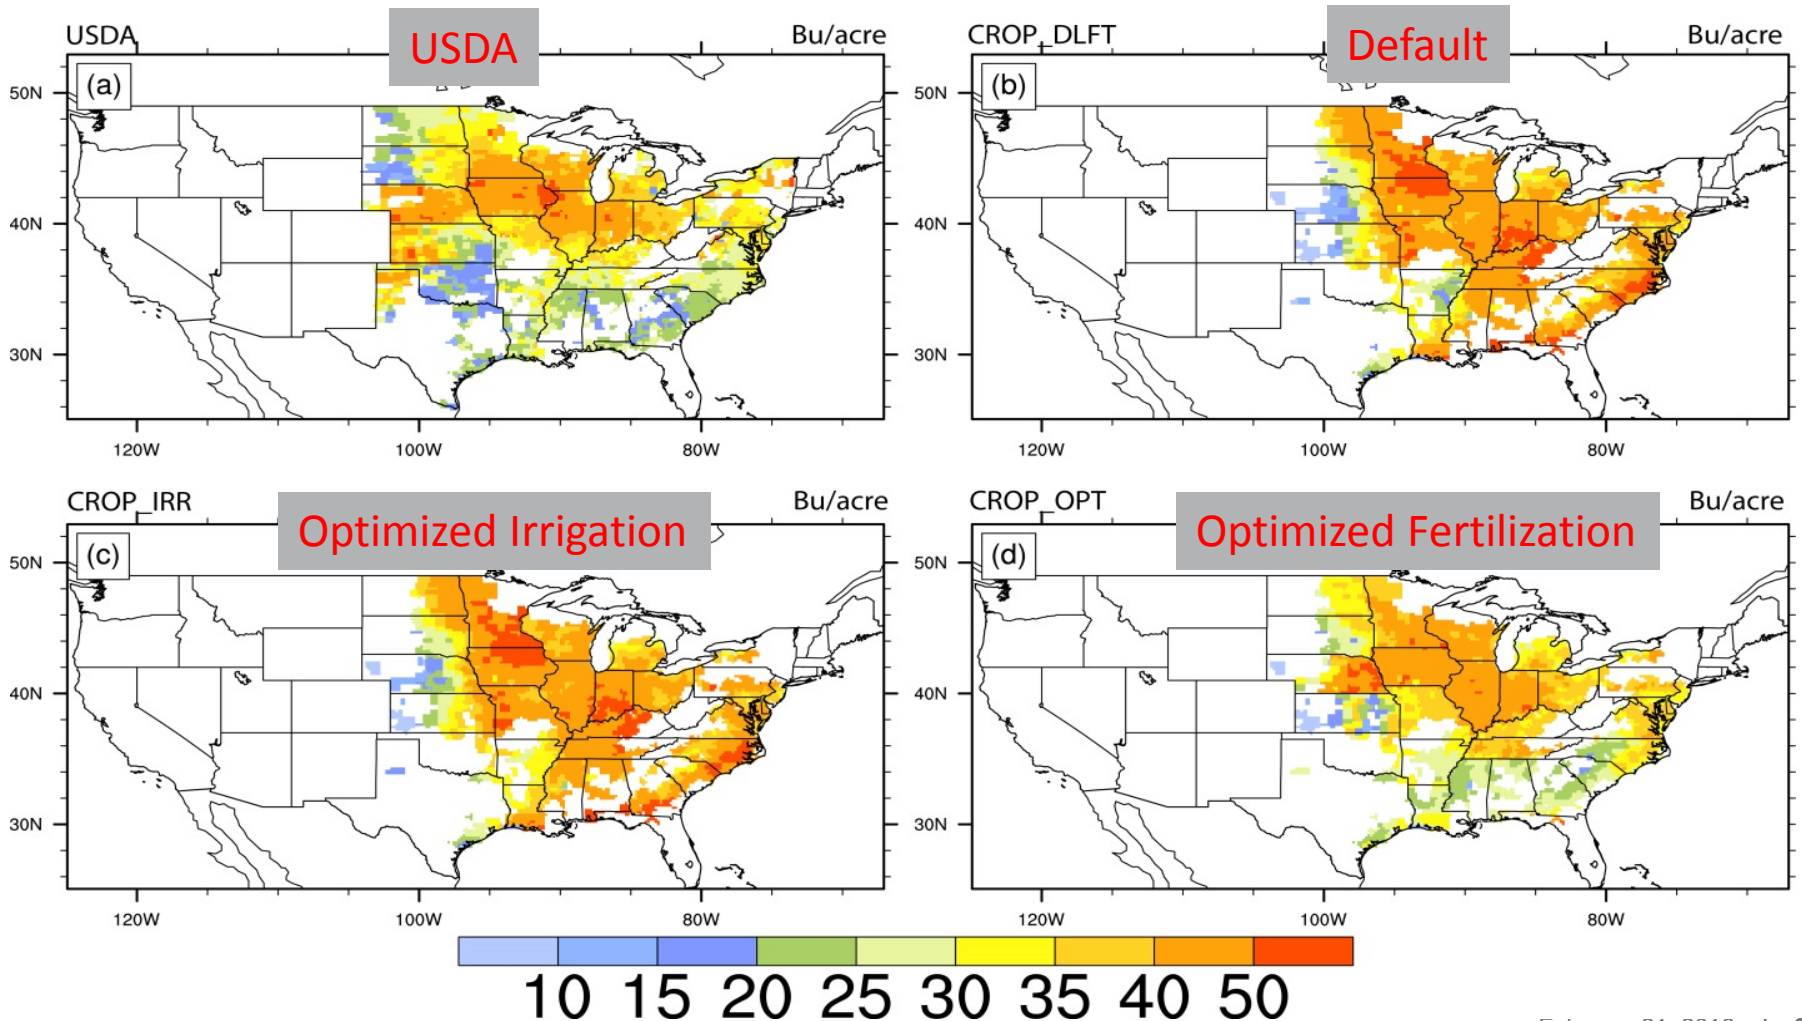 USDA
USDA
Bu/acre
(a)
50N
40N
30N
120W
100W
80W
CROP_DLFT
Default
Bu/acre
(b)
50N
40N
30N
120W
100W
80W
CROP_IRR
Optimized Irrigation
Bu/acre
(c)
50N
40N
30N
120W
100W
80W
CROP_OPT
Optimized Fertilization
Bu/acre
(d)
50N
40N
30N
120W
100W
80W
10 15 20 25 30 35 40 50